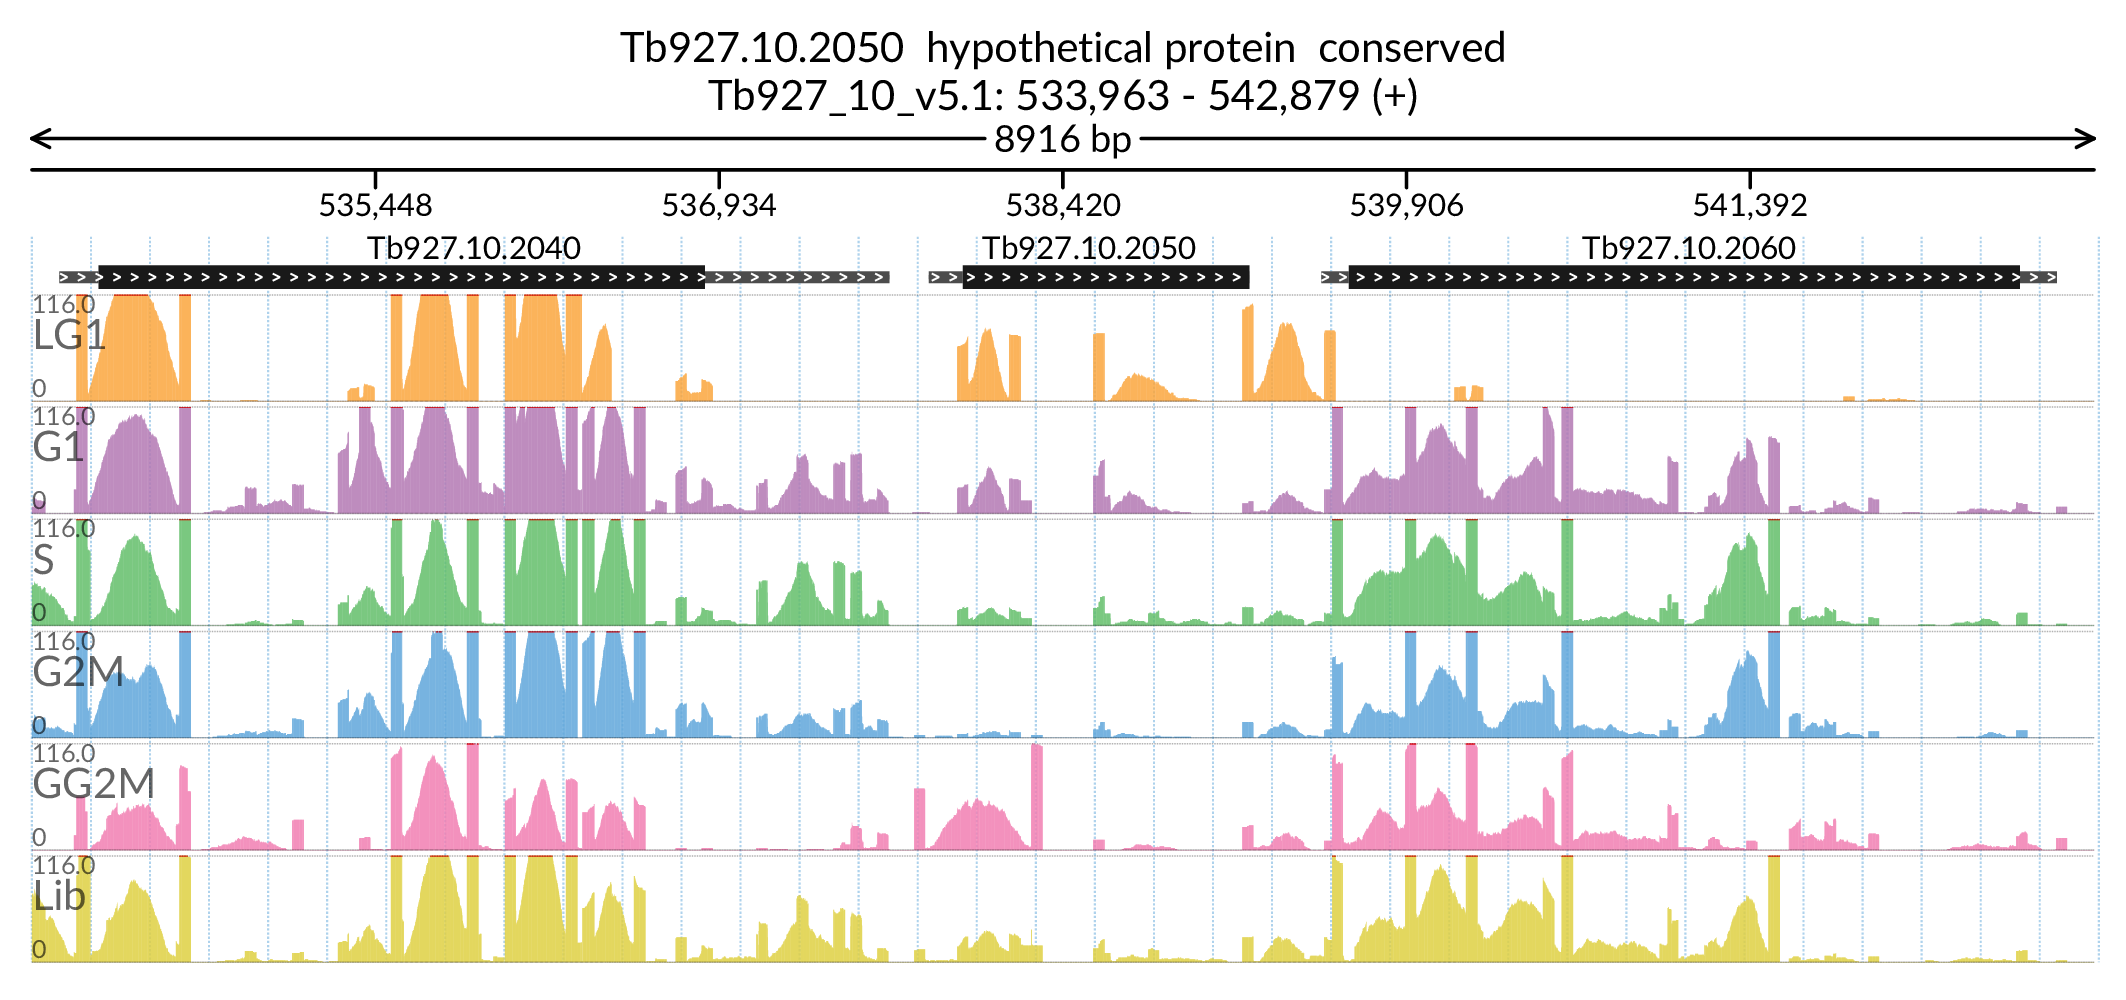 Tb927.10.2050 hypothetical protein conserved
Tb927_10_v5.1: 533,963 - 542,879 (+)
8916 bp
535,448 536,934 538,420 539,906 541,392
Tb927.10.2040 Tb927.10.2050 Tb927.10.2060
116.0
LG1
0
116.0
G1
0
116.0
S
0
116.0
G2M
0
116.0
GG2M
0
116.0
Lib
0